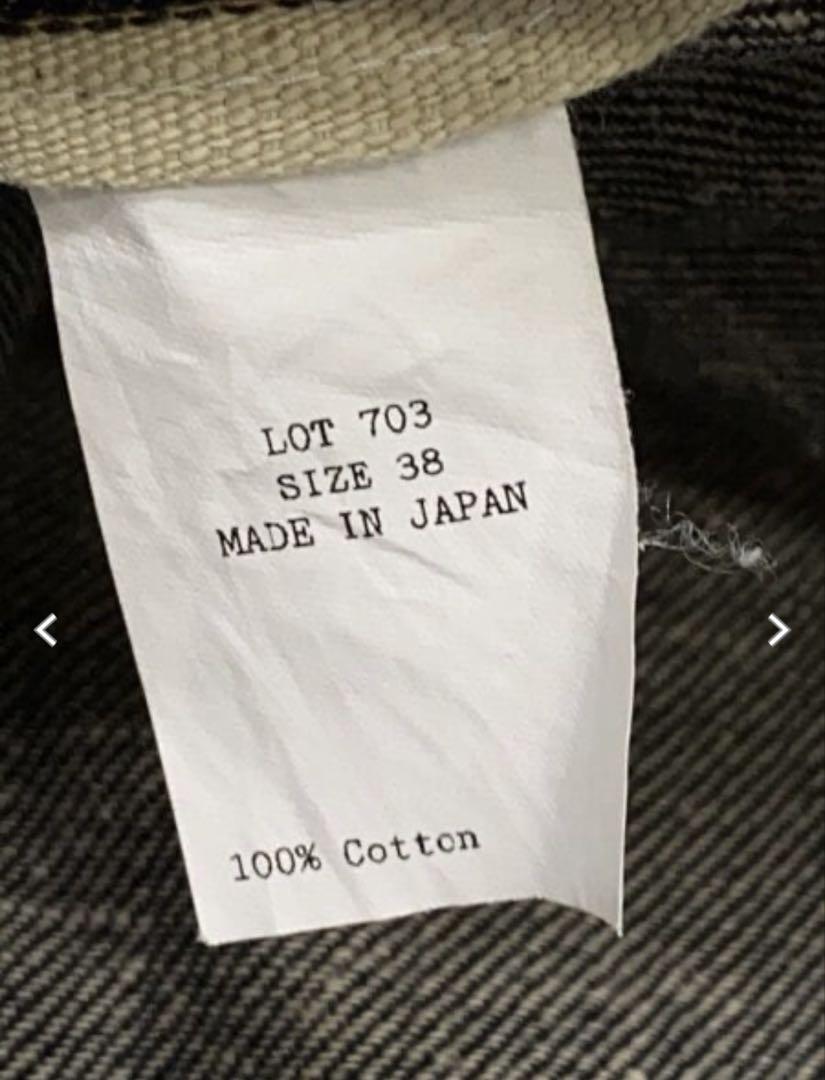 LOT 703
SIZE 38
MADE IN JAPAN
100% Cotton